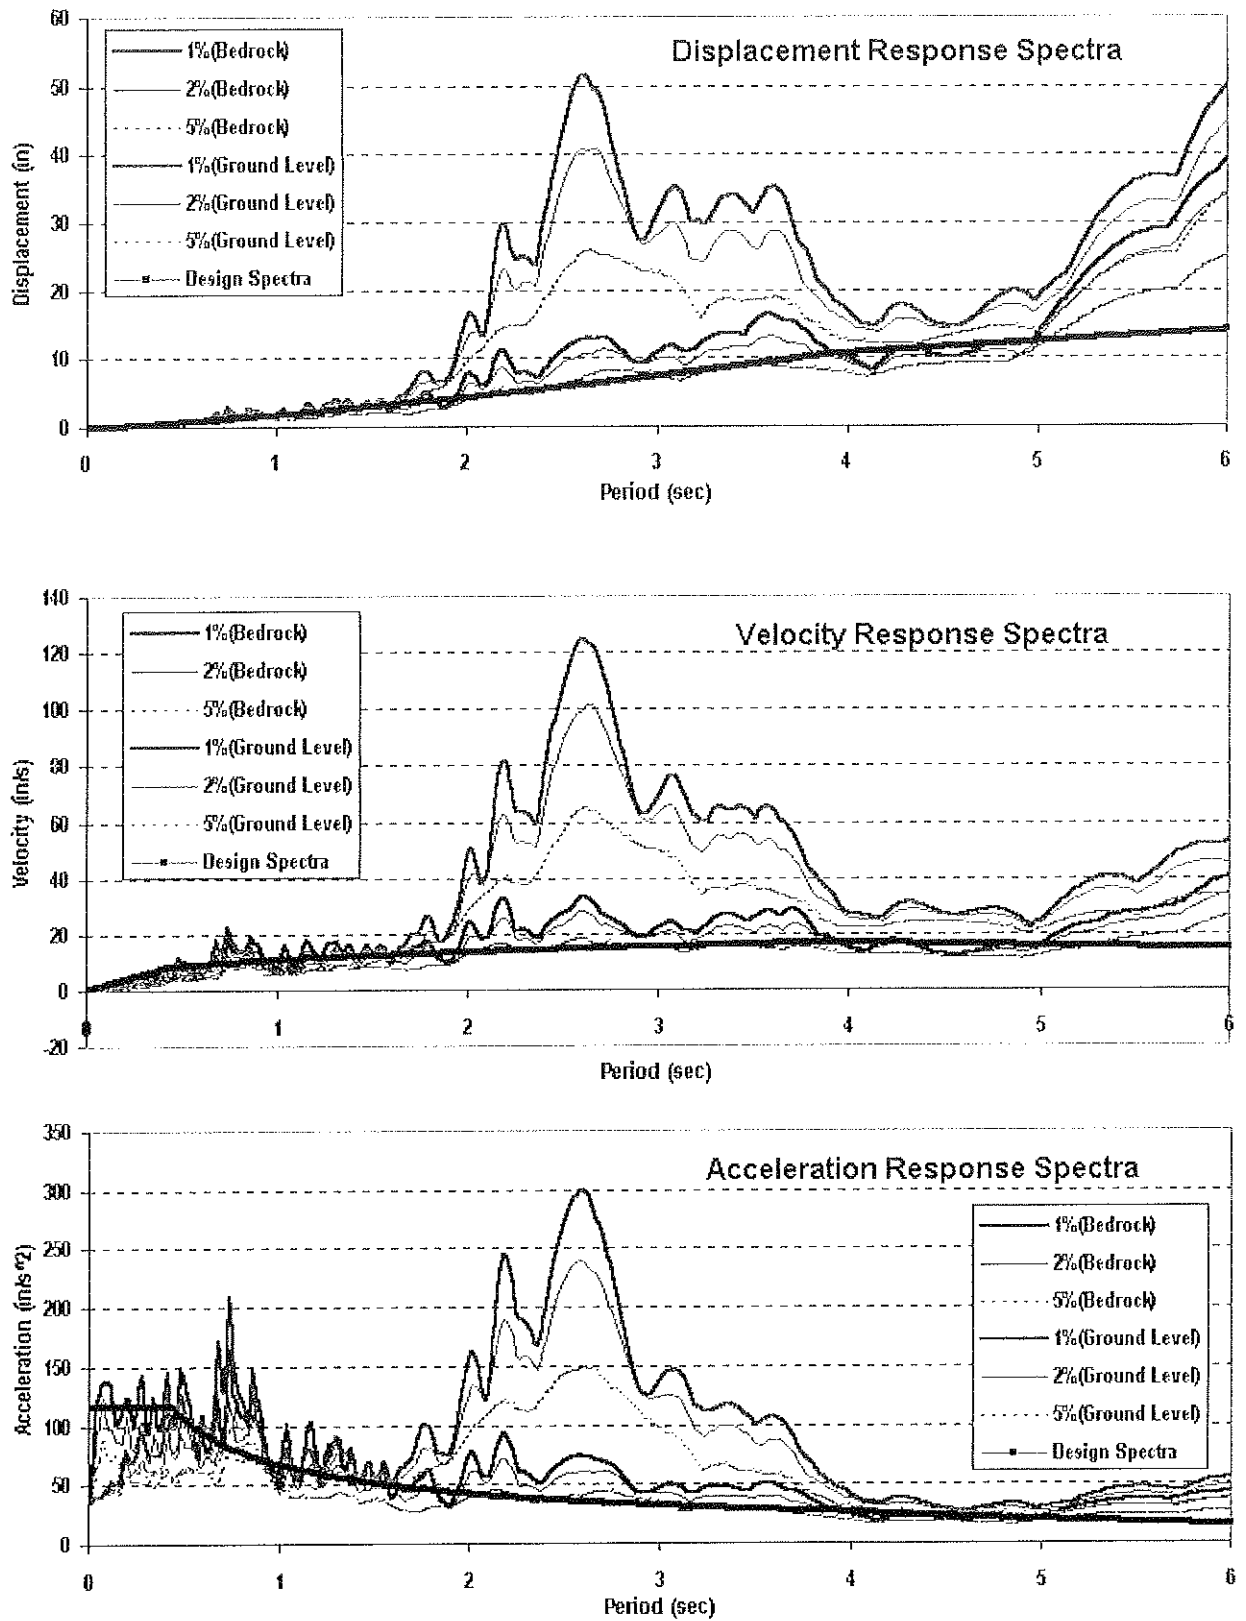 Displacement Response Spectra
60
50
40
30
20
10
0
Displacement (in)
1%(Bedrock)
2%(Bedrock)
5%(Bedrock)
1%(Ground Level)
2%(Ground Level)
5%(Ground Level)
Design Spectra
0 1 2 3 4 5 6
Period (sec)
Velocity Response Spectra
140
120
100
80
60
40
20
0
-20
Velocity (in/s)
1%(Bedrock)
2%(Bedrock)
5%(Bedrock)
1%(Ground Level)
2%(Ground Level)
5%(Ground Level)
Design Spectra
0 1 2 3 4 5 6
Period (sec)
Acceleration Response Spectra
350
300
250
200
150
100
50
0
Acceleration (in/s^2)
1%(Bedrock)
2%(Bedrock)
5%(Bedrock)
1%(Ground Level)
2%(Ground Level)
5%(Ground Level)
Design Spectra
0 1 2 3 4 5 6
Period (sec)